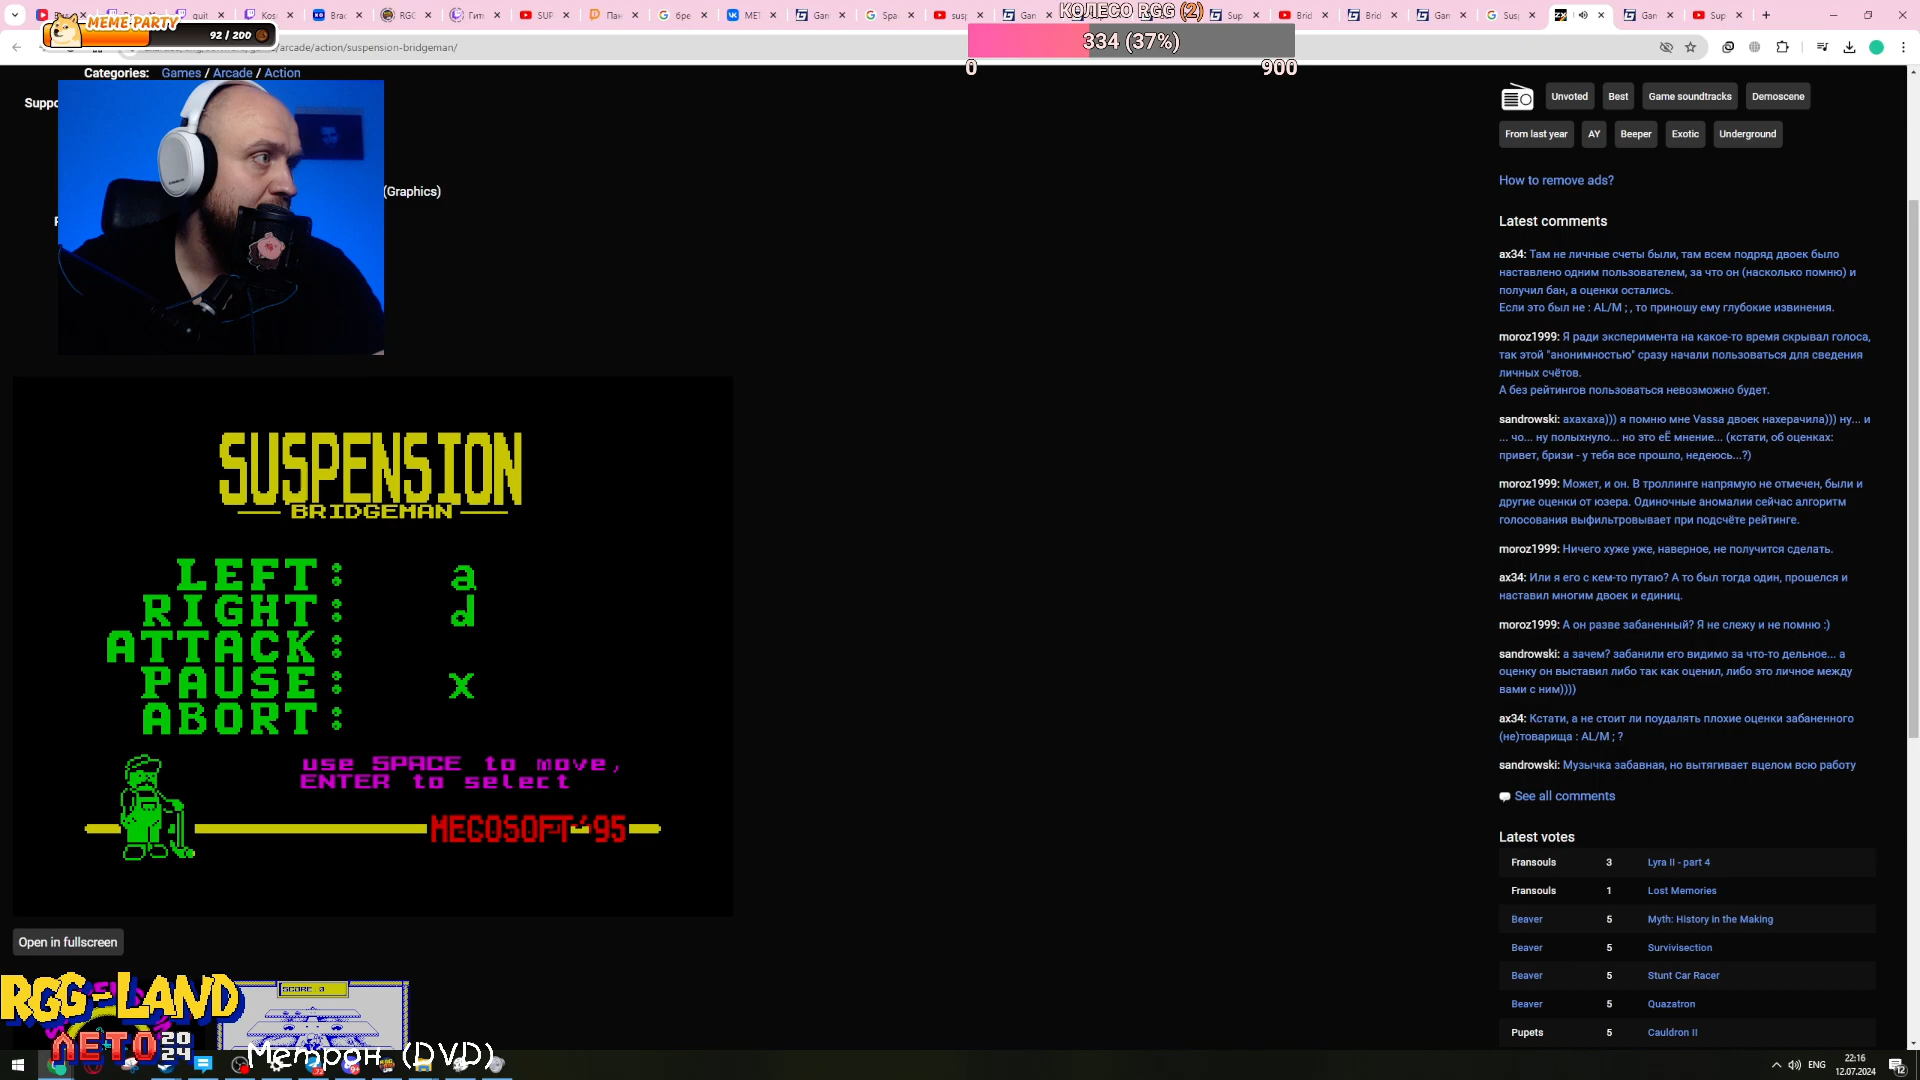 MEME PARTY
92 / 200
КОЛЕСО RGG (2)
334 (37%)
0
900
arcade/action/suspension-bridgeman/
Categories: Games / Arcade / Action
Suppo
(Graphics)
SUSPENSION
BRIDGEMAN
LEFT: a
RIGHT: d
ATTACK:
PAUSE: x
ABORT:
use SPACE to move,
ENTER to select
MEGOSOFT'95
Open in fullscreen
SCORE: 0
RGG-LAND
ЛЕТО 2024
Метрон (DVD)
Unvoted
Best
Game soundtracks
Demoscene
From last year
AY
Beeper
Exotic
Underground
How to remove ads?
Latest comments
ax34: Там не личные счеты были, там всем подряд двоек было
наставлено одним пользователем, за что он (насколько помню) и
получил бан, а оценки остались.
Если это был не : AL/M ; , то приношу ему глубокие извинения.
moroz1999: Я ради эксперимента на какое-то время скрывал голоса,
так этой "анонимностью" сразу начали пользоваться для сведения
личных счётов.
А без рейтингов пользоваться невозможно будет.
sandrowski: ахахаха))) я помню мне Vassa двоек нахерачила))) ну... и
... чо... ну полыхнуло... но это еЁ мнение... (кстати, об оценках:
привет, бризи - у тебя все прошло, недеюсь...?)
moroz1999: Может, и он. В троллинге напрямую не отмечен, были и
другие оценки от юзера. Одиночные аномалии сейчас алгоритм
голосования выфильтровывает при подсчёте рейтинге.
moroz1999: Ничего хуже уже, наверное, не получится сделать.
ax34: Или я его с кем-то путаю? А то был тогда один, прошелся и
наставил многим двоек и единиц.
moroz1999: А он разве забаненный? Я не слежу и не помню :)
sandrowski: а зачем? забанили его видимо за что-то дельное... а
оценку он выставил либо так как оценил, либо это личное между
вами с ним))))
ax34: Кстати, а не стоит ли поудалять плохие оценки забаненного
(не)товарища : AL/M ; ?
sandrowski: Музычка забавная, но вытягивает вцелом всю работу
See all comments
Latest votes
Fransouls 3 Lyra II - part 4
Fransouls 1 Lost Memories
Beaver 5 Myth: History in the Making
Beaver 5 Survivisection
Beaver 5 Stunt Car Racer
Beaver 5 Quazatron
Pupets 5 Cauldron II
ENG
22:16
12.07.2024